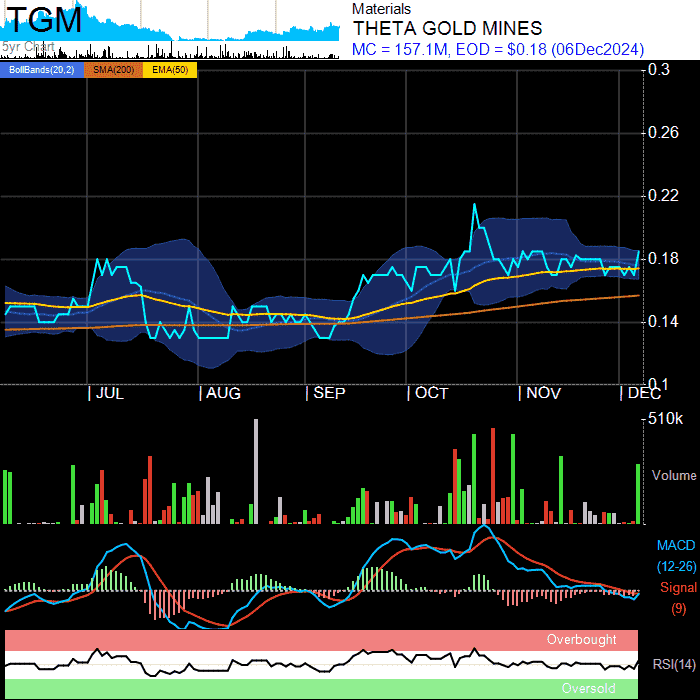 TGM
5yr Chart
Materials
THETA GOLD MINES
MC = 157.1M, EOD = $0.18 (06Dec2024)
BollBands(20,2) SMA(200) EMA(50)
0.3
0.26
0.22
0.18
0.14
0.1
JUL AUG SEP OCT NOV DEC
510k
Volume
MACD
(12-26)
Signal
(9)
Overbought
RSI(14)
Oversold